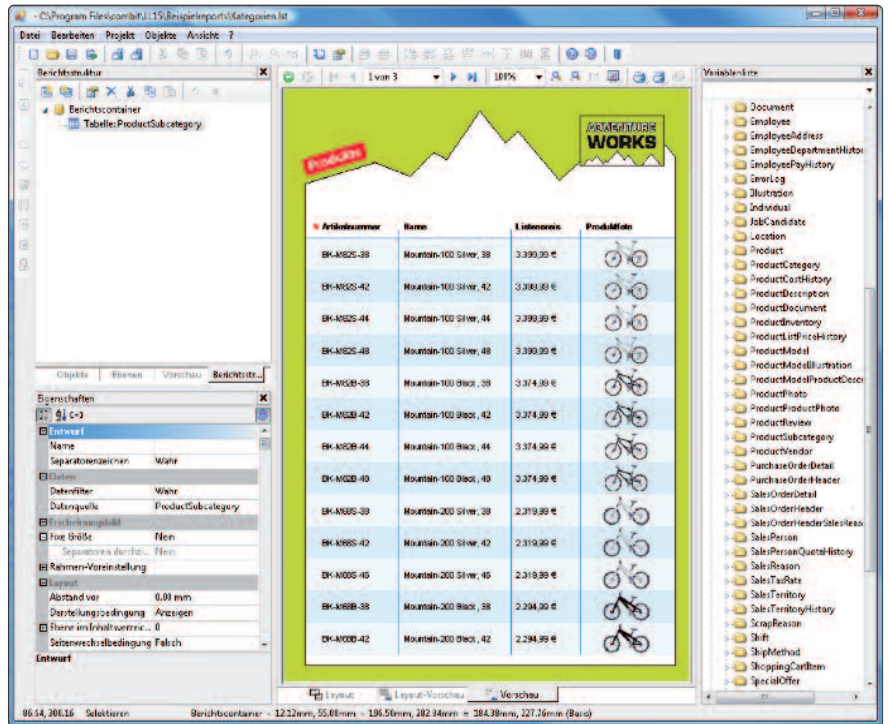 - C:\Program Files\combit\LL15\Beispielreports\Kategorien.lst
Datei Bearbeiten Projekt Objekte Ansicht ?
Berichtsstruktur
Berichtscontainer
Tabelle: ProductSubcategory
Objekte Ebenen Vorschau Berichtsstr...
Eigenschaften
Entwurf
Name
Separatorenzeichen Wahr
Daten
Datenfilter Wahr
Datenquelle ProductSubcategory
Erscheinungsbild
Fixe Größe Nein
Separatoren durchzi... Nein
Rahmen-Voreinstellung
Layout
Abstand vor 0.00 mm
Darstellungsbedingung Anzeigen
Ebene im Inhaltsverzeic... 0
Seitenwechselbedingung Falsch
Entwurf
1 von 3 100%
ADVENTURE
WORKS
Produktliste
Artikelnummer Name Listenpreis Produktfoto
BK-M82S-38 Mountain-100 Silver, 38 3.399,99 €
BK-M82S-42 Mountain-100 Silver, 42 3.399,99 €
BK-M82S-44 Mountain-100 Silver, 44 3.399,99 €
BK-M82S-48 Mountain-100 Silver, 48 3.399,99 €
BK-M82B-38 Mountain-100 Black, 38 3.374,99 €
BK-M82B-42 Mountain-100 Black, 42 3.374,99 €
BK-M82B-44 Mountain-100 Black, 44 3.374,99 €
BK-M82B-48 Mountain-100 Black, 48 3.374,99 €
BK-M68S-38 Mountain-200 Silver, 38 2.319,99 €
BK-M68S-42 Mountain-200 Silver, 42 2.319,99 €
BK-M68S-46 Mountain-200 Silver, 46 2.319,99 €
BK-M68B-38 Mountain-200 Black, 38 2.294,99 €
BK-M68B-42 Mountain-200 Black, 42 2.294,99 €
Layout Layout-Vorschau Vorschau
Variablenliste
Document
Employee
EmployeeAddress
EmployeeDepartmentHistor
EmployeePayHistory
ErrorLog
Illustration
Individual
JobCandidate
Location
Product
ProductCategory
ProductCostHistory
ProductDescription
ProductDocument
ProductInventory
ProductListPriceHistory
ProductModel
ProductModelIllustration
ProductModelProductDescr
ProductPhoto
ProductProductPhoto
ProductReview
ProductSubcategory
ProductVendor
PurchaseOrderDetail
PurchaseOrderHeader
SalesOrderDetail
SalesOrderHeader
SalesOrderHeaderSalesReas
SalesPerson
SalesPersonQuotaHistory
SalesReason
SalesTaxRate
SalesTerritory
SalesTerritoryHistory
ScrapReason
Shift
ShipMethod
ShoppingCartItem
SpecialOffer
86.54, 308.16 Selektieren Berichtscontainer - 12.12mm, 55.08mm - 196.50mm, 282.84mm = 184.38mm, 227.76mm (Basis)